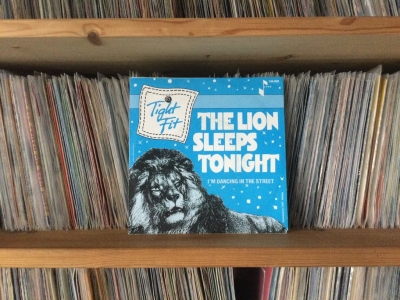 Tight
Fit
THE LION
SLEEPS
TONIGHT
I'M DANCING IN THE STREET